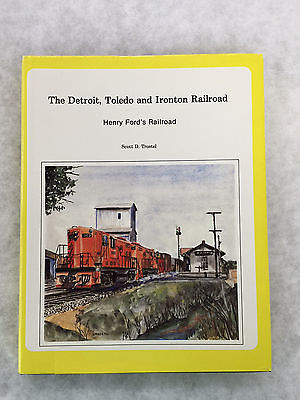 The Detroit, Toledo and Ironton Railroad
Henry Ford's Railroad
Scott D. Trostel